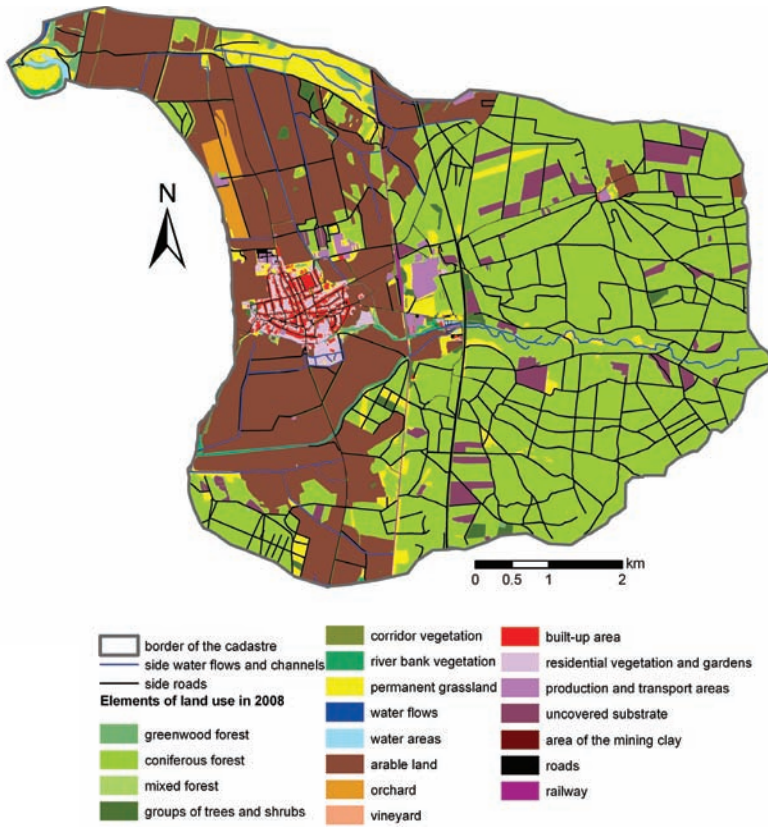 N
km
0 0.5 1 2
border of the cadastre
side water flows and channels
side roads
Elements of land use in 2008
greenwood forest
coniferous forest
mixed forest
groups of trees and shrubs
corridor vegetation
river bank vegetation
permanent grassland
water flows
water areas
arable land
orchard
vineyard
built-up area
residential vegetation and gardens
production and transport areas
uncovered substrate
area of the mining clay
roads
railway